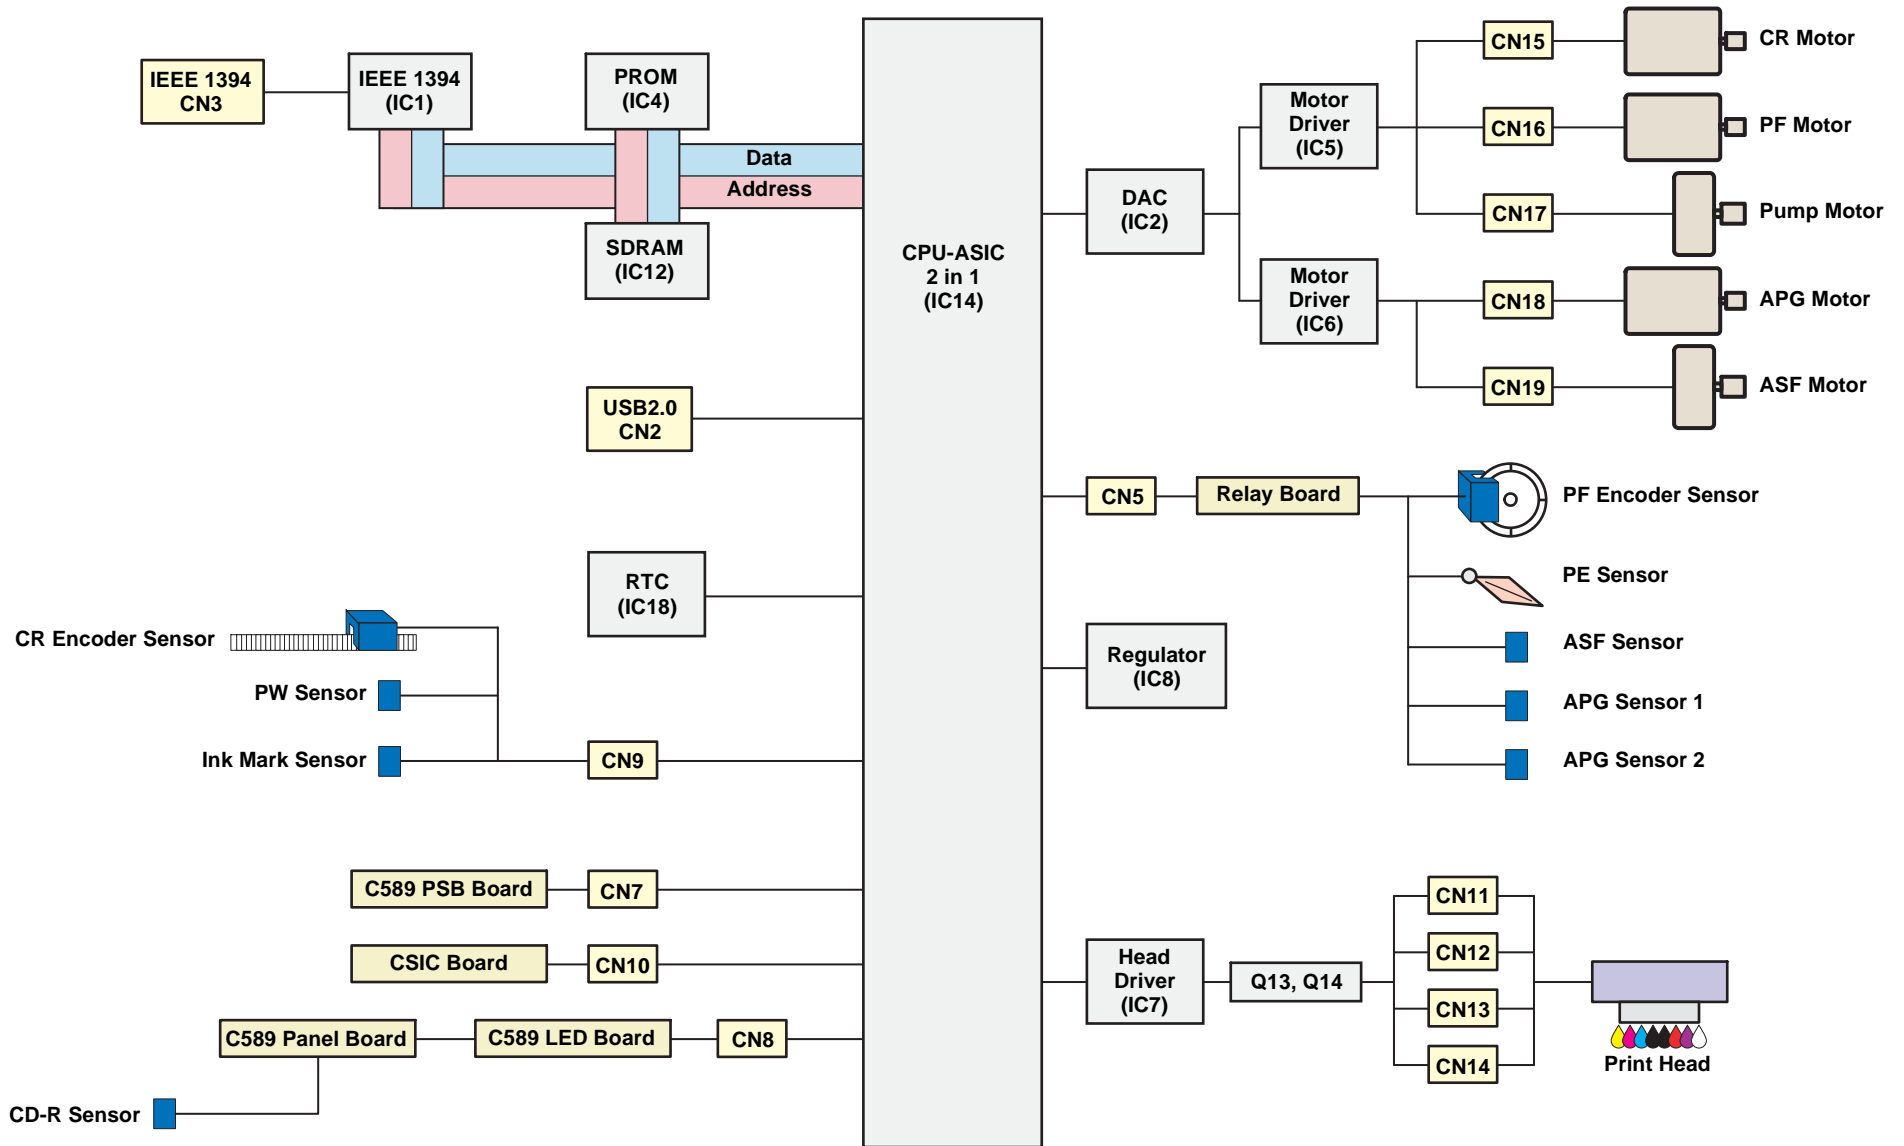 IEEE 1394
CN3
IEEE 1394
(IC1)
PROM
(IC4)
Data
Address
SDRAM
(IC12)
USB2.0
CN2
RTC
(IC18)
CR Encoder Sensor
PW Sensor
Ink Mark Sensor
CN9
C589 PSB Board
CN7
CSIC Board
CN10
C589 Panel Board
C589 LED Board
CN8
CD-R Sensor
CPU-ASIC
2 in 1
(IC14)
DAC
(IC2)
Motor
Driver
(IC5)
Motor
Driver
(IC6)
CN15
CR Motor
CN16
PF Motor
CN17
Pump Motor
CN18
APG Motor
CN19
ASF Motor
CN5
Relay Board
PF Encoder Sensor
PE Sensor
ASF Sensor
APG Sensor 1
APG Sensor 2
Regulator
(IC8)
Head
Driver
(IC7)
Q13, Q14
CN11
CN12
CN13
CN14
Print Head